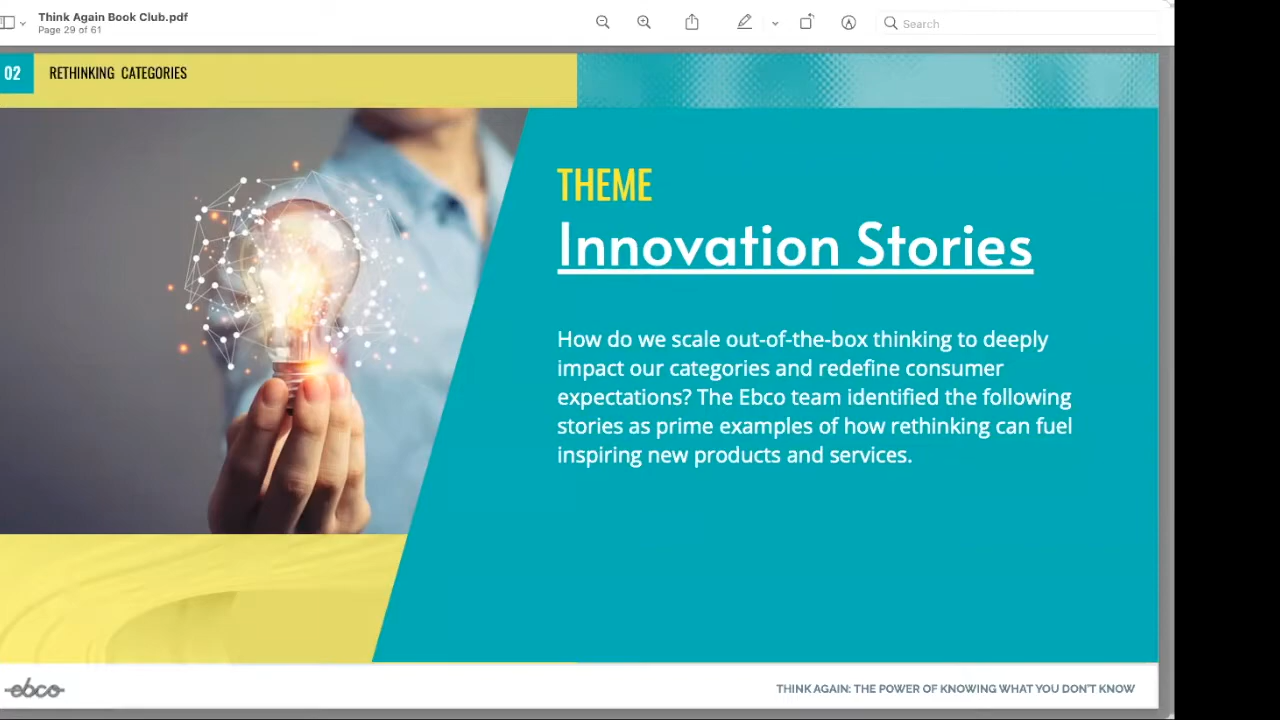 Think Again Book Club.pdf
Page 29 of 61
Search
02 RETHINKING CATEGORIES
THEME
Innovation Stories
How do we scale out-of-the-box thinking to deeply
impact our categories and redefine consumer
expectations? The Ebco team identified the following
stories as prime examples of how rethinking can fuel
inspiring new products and services.
ebco
THINK AGAIN: THE POWER OF KNOWING WHAT YOU DON'T KNOW